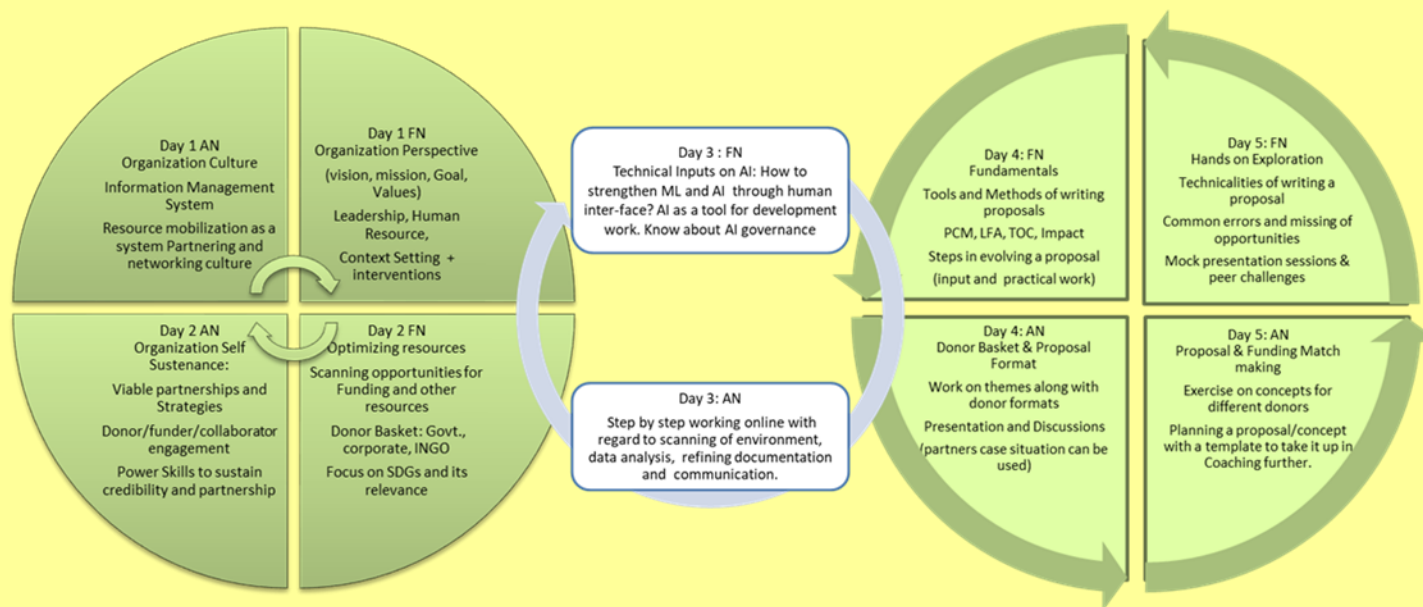 Day 1 AN
Organization Culture
Information Management
System
Resource mobilization as a
system Partnering and
networking culture
Day 1 FN
Organization Perspective
(vision, mission, Goal,
Values)
Leadership, Human
Resource,
Context Setting +
interventions
Day 2 AN
Organization Self
Sustenance:
Viable partnerships and
Strategies
Donor/funder/collaborator
engagement
Power Skills to sustain
credibility and partnership
Day 2 FN
Optimizing resources
Scanning opportunities for
Funding and other
resources
Donor Basket: Govt.,
corporate, INGO
Focus on SDGs and its
relevance
Day 3 : FN
Technical Inputs on AI: How to
strengthen ML and AI through human
inter-face? AI as a tool for development
work. Know about AI governance
Day 3: AN
Step by step working online with
regard to scanning of environment,
data analysis, refining documentation
and communication.
Day 4: FN
Fundamentals
Tools and Methods of writing
proposals
PCM, LFA, TOC, Impact
Steps in evolving a proposal
(input and practical work)
Day 5: FN
Hands on Exploration
Technicalities of writing a
proposal
Common errors and missing of
opportunities
Mock presentation sessions &
peer challenges
Day 4: AN
Donor Basket & Proposal
Format
Work on themes along with
donor formats
Presentation and Discussions
(partners case situation can be
used)
Day 5: AN
Proposal & Funding Match
making
Exercise on concepts for
different donors
Planning a proposal/concept
with a template to take it up in
Coaching further.